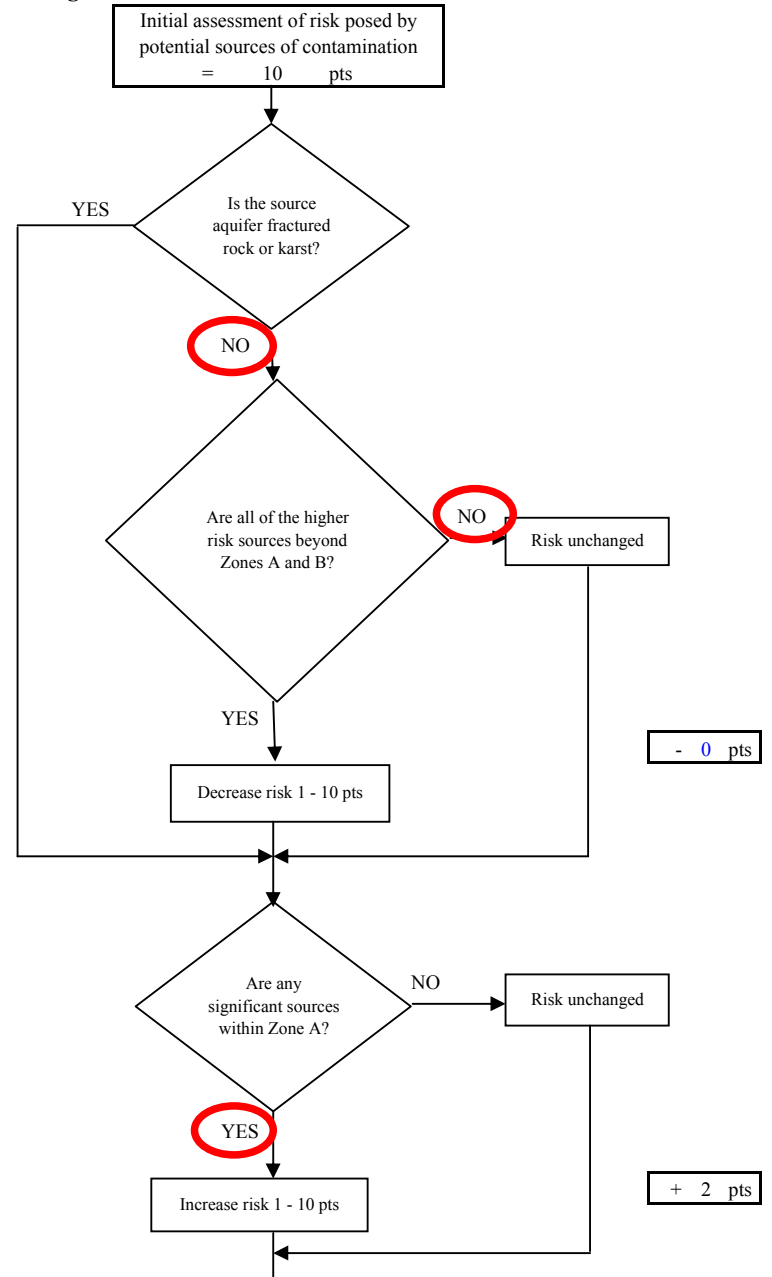 Initial assessment of risk posed by
potential sources of contamination
= 10 pts
YES
Is the source
aquifer fractured
rock or karst?
NO
Are all of the higher
risk sources beyond
Zones A and B?
NO
Risk unchanged
YES
- 0 pts
Decrease risk 1 - 10 pts
Are any
significant sources
within Zone A?
NO
Risk unchanged
YES
+ 2 pts
Increase risk 1 - 10 pts